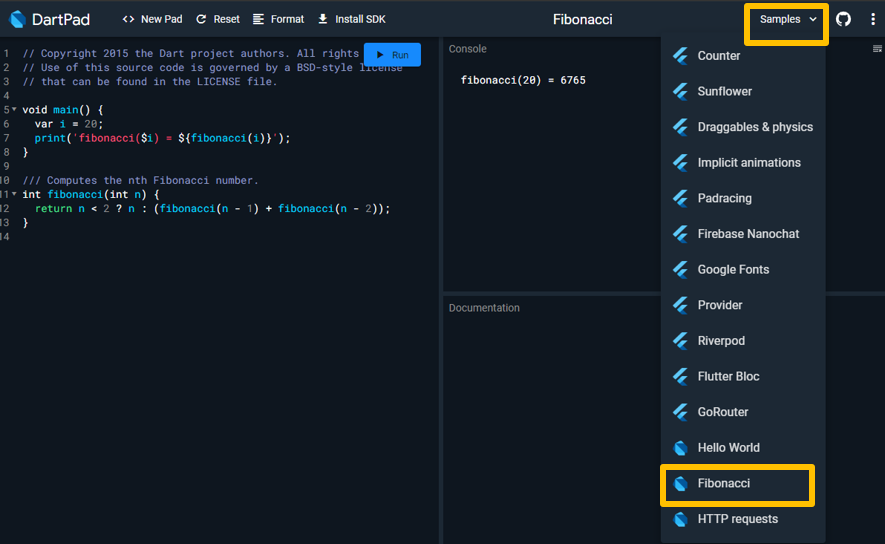 DartPad
New Pad
Reset
Format
Install SDK
Fibonacci
Samples
1 // Copyright 2015 the Dart project authors. All rights
2 // Use of this source code is governed by a BSD-style license
3 // that can be found in the LICENSE file.
4
5 void main() {
6 var i = 20;
7 print('fibonacci($i) = ${fibonacci(i)}');
8 }
9
10 /// Computes the nth Fibonacci number.
11 int fibonacci(int n) {
12 return n < 2 ? n : (fibonacci(n - 1) + fibonacci(n - 2));
13 }
14
Run
Console
fibonacci(20) = 6765
Documentation
Counter
Sunflower
Draggables & physics
Implicit animations
Padracing
Firebase Nanochat
Google Fonts
Provider
Riverpod
Flutter Bloc
GoRouter
Hello World
Fibonacci
HTTP requests